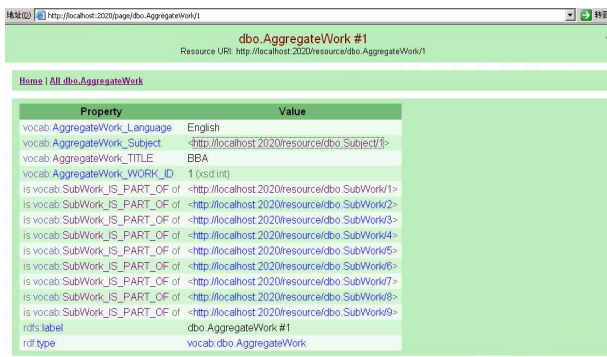 地址(D) http://localhost:2020/page/dbo.AggregateWork/1 转到
dbo.AggregateWork #1
Resource URI: http://localhost:2020/resource/dbo.AggregateWork/1
Home | All dbo.AggregateWork
Property Value
vocab:AggregateWork_Language English
vocab:AggregateWork_Subject <http://localhost:2020/resource/dbo.Subject/1>
vocab:AggregateWork_TITLE BBA
vocab:AggregateWork_WORK_ID 1 (xsd:int)
is vocab:SubWork_IS_PART_OF of <http://localhost:2020/resource/dbo.SubWork/1>
is vocab:SubWork_IS_PART_OF of <http://localhost:2020/resource/dbo.SubWork/2>
is vocab:SubWork_IS_PART_OF of <http://localhost:2020/resource/dbo.SubWork/3>
is vocab:SubWork_IS_PART_OF of <http://localhost:2020/resource/dbo.SubWork/4>
is vocab:SubWork_IS_PART_OF of <http://localhost:2020/resource/dbo.SubWork/5>
is vocab:SubWork_IS_PART_OF of <http://localhost:2020/resource/dbo.SubWork/6>
is vocab:SubWork_IS_PART_OF of <http://localhost:2020/resource/dbo.SubWork/7>
is vocab:SubWork_IS_PART_OF of <http://localhost:2020/resource/dbo.SubWork/8>
is vocab:SubWork_IS_PART_OF of <http://localhost:2020/resource/dbo.SubWork/9>
rdfs:label dbo.AggregateWork #1
rdf:type vocab:dbo.AggregateWork